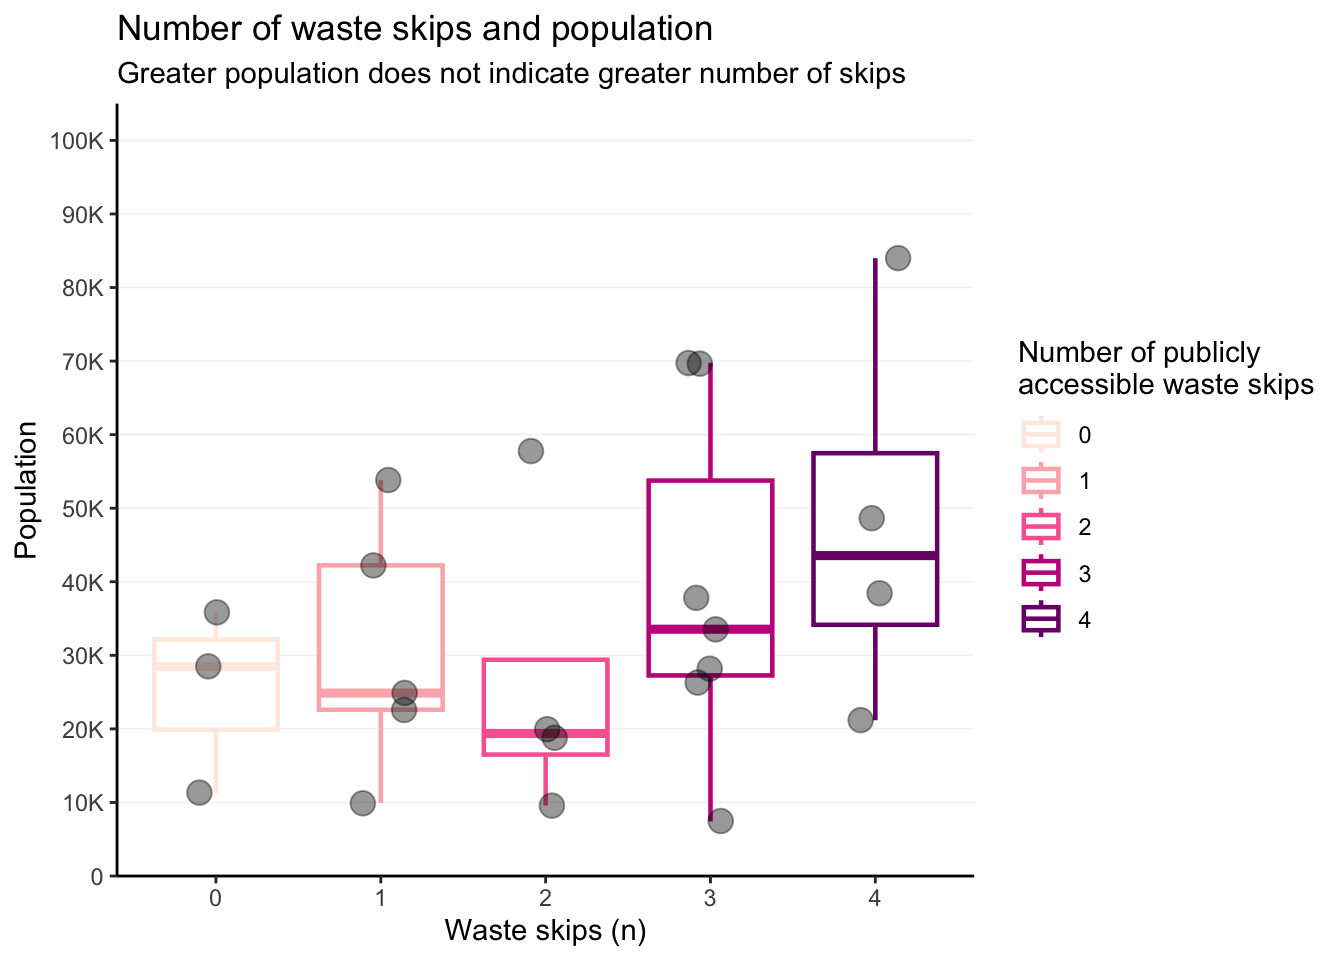 Number of waste skips and population
Greater population does not indicate greater number of skips
100K
90K
80K
70K
60K
50K
40K
30K
20K
10K
0
Population
0 1 2 3 4
Waste skips (n)
Number of publicly
accessible waste skips
0
1
2
3
4